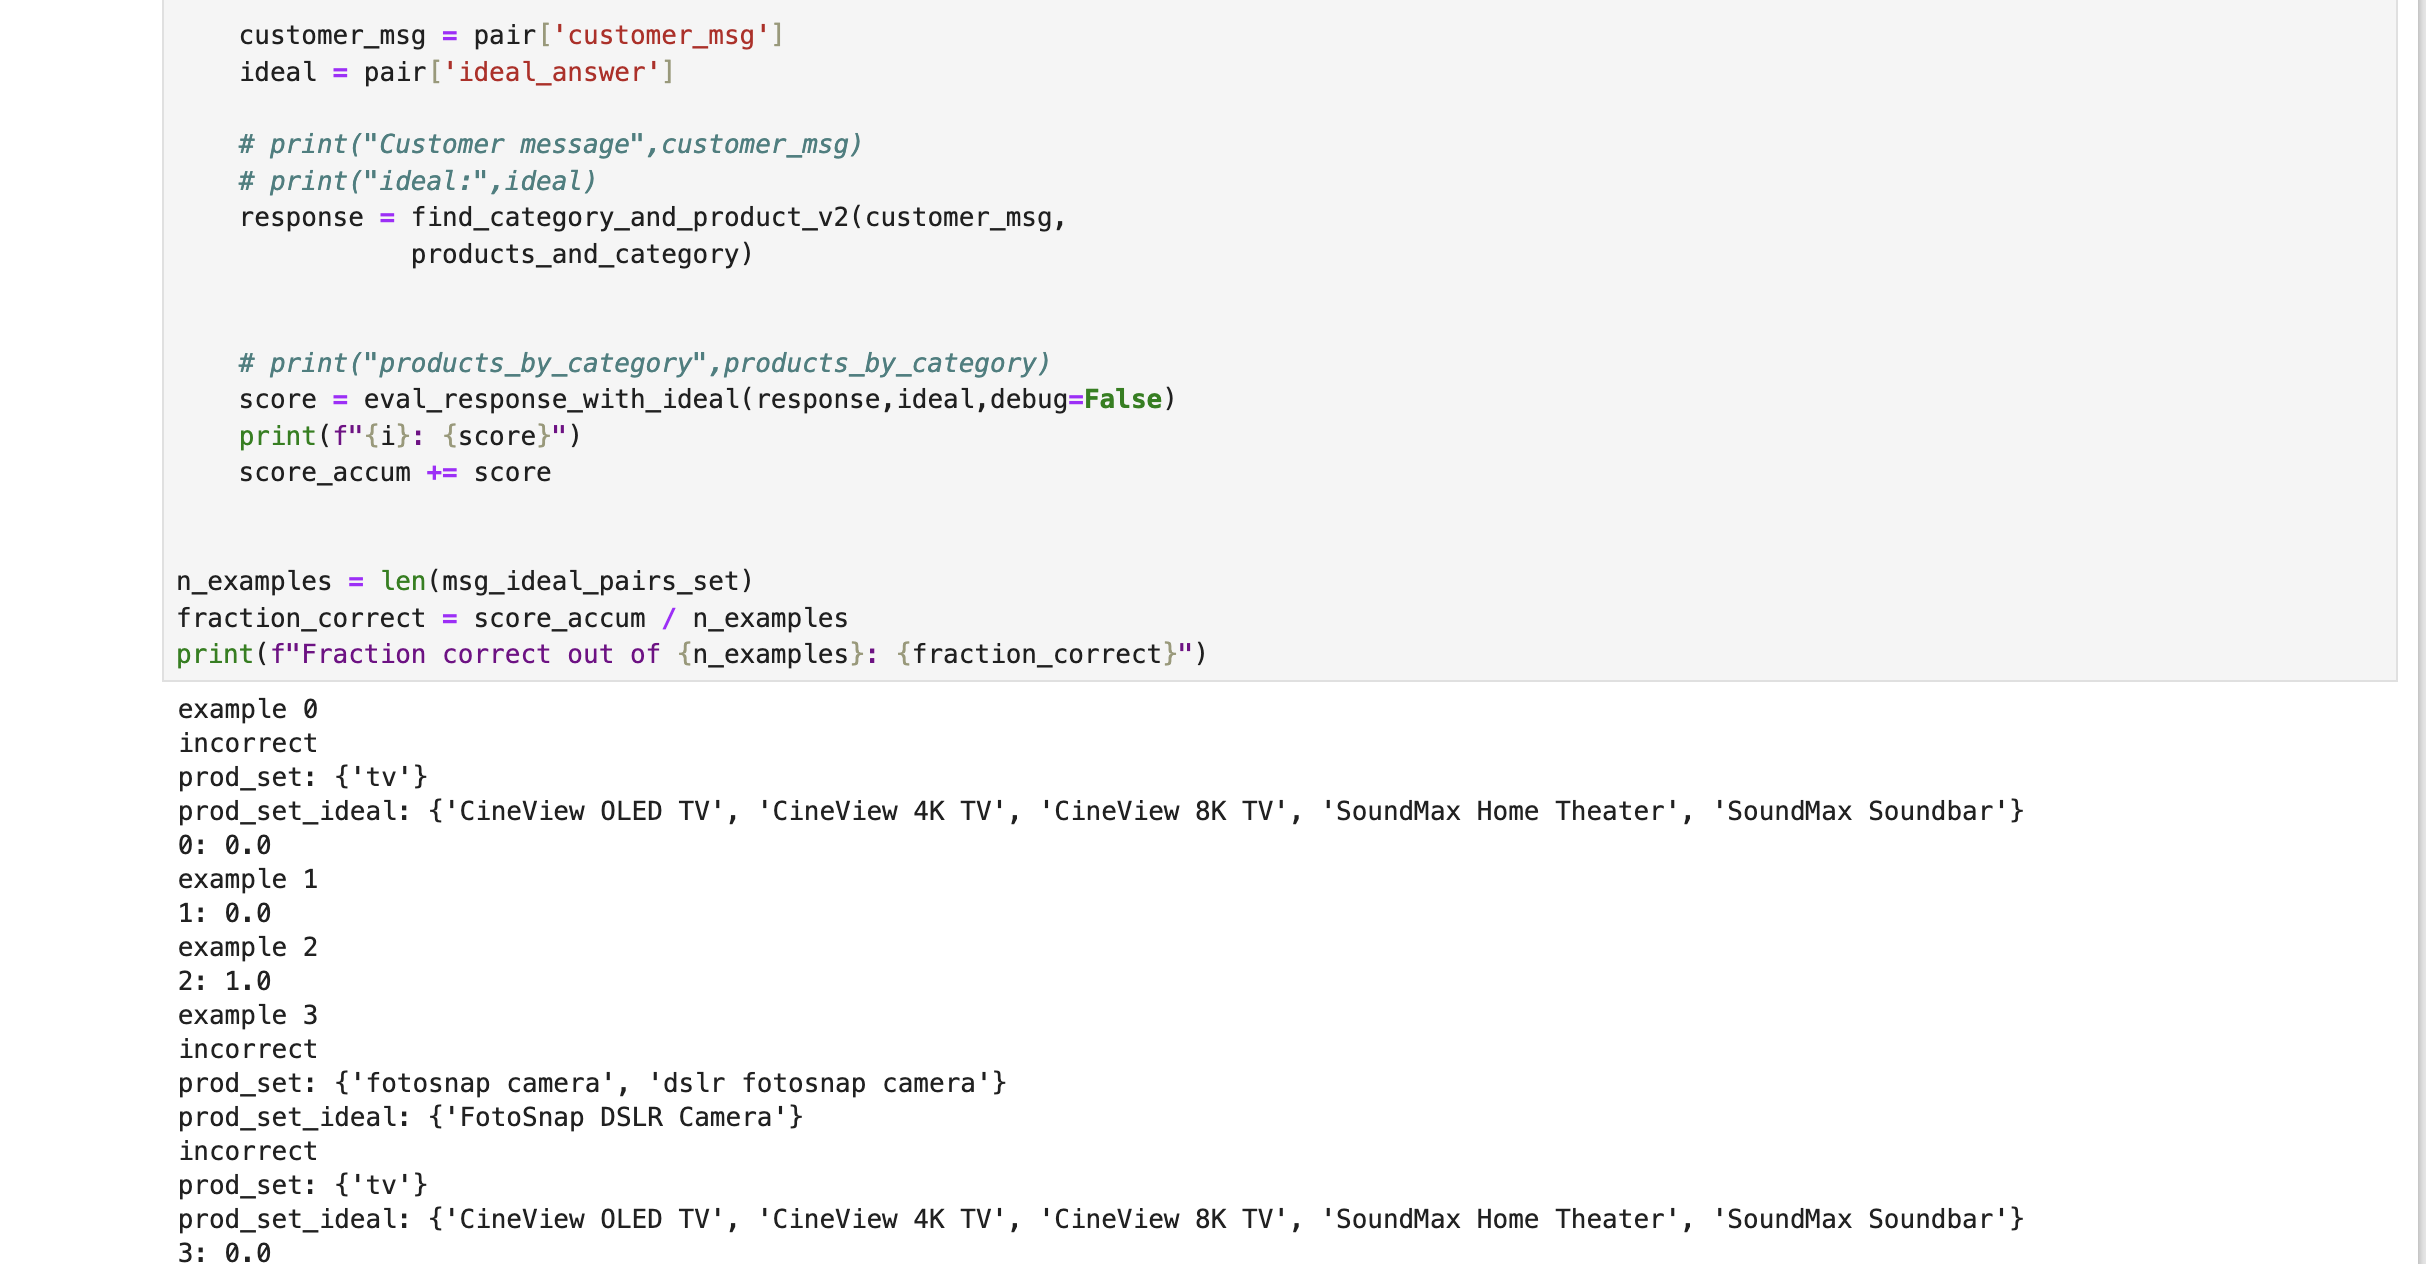 customer_msg = pair['customer_msg']
ideal = pair['ideal_answer']
# print("Customer message",customer_msg)
# print("ideal:",ideal)
response = find_category_and_product_v2(customer_msg,
products_and_category)
# print("products_by_category",products_by_category)
score = eval_response_with_ideal(response,ideal,debug=False)
print(f"{i}: {score}")
score_accum += score
n_examples = len(msg_ideal_pairs_set)
fraction_correct = score_accum / n_examples
print(f"Fraction correct out of {n_examples}: {fraction_correct}")
example 0
incorrect
prod_set: {'tv'}
prod_set_ideal: {'CineView OLED TV', 'CineView 4K TV', 'CineView 8K TV', 'SoundMax Home Theater', 'SoundMax Soundbar'}
0: 0.0
example 1
1: 0.0
example 2
2: 1.0
example 3
incorrect
prod_set: {'fotosnap camera', 'dslr fotosnap camera'}
prod_set_ideal: {'FotoSnap DSLR Camera'}
incorrect
prod_set: {'tv'}
prod_set_ideal: {'CineView OLED TV', 'CineView 4K TV', 'CineView 8K TV', 'SoundMax Home Theater', 'SoundMax Soundbar'}
3: 0.0